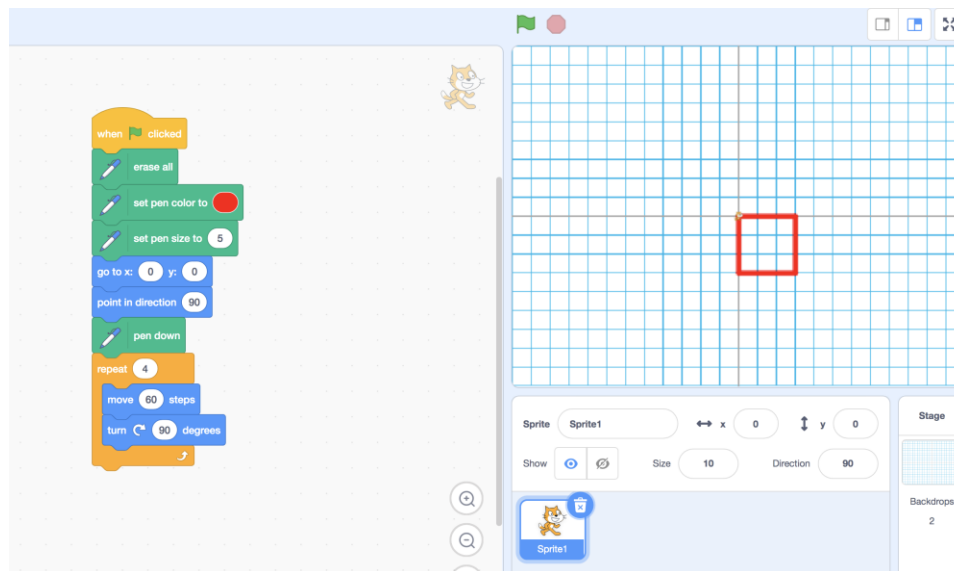 when clicked
erase all
set pen color to
set pen size to 5
go to x: 0 y: 0
point in direction 90
pen down
repeat 4
move 60 steps
turn 90 degrees
Sprite Sprite1 x 0 y 0
Show Size 10 Direction 90
Sprite1
Stage
Backdrops
2